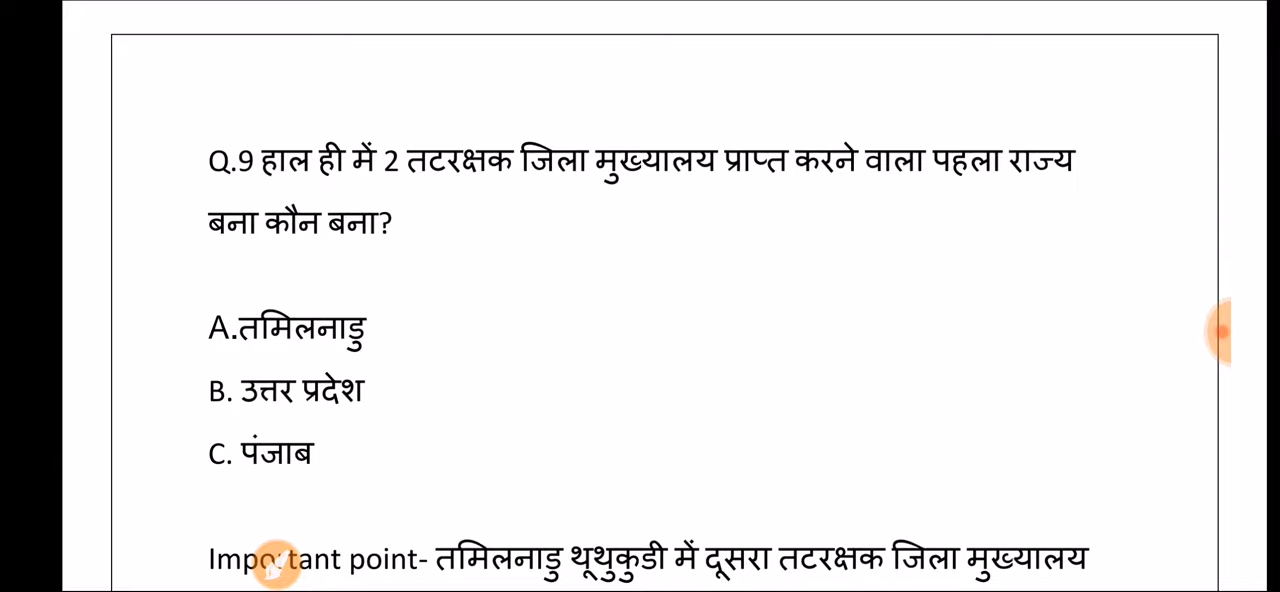 Q.9 हाल ही में 2 तटरक्षक जिला मुख्यालय प्राप्त करने वाला पहला राज्य
बना कौन बना?
A.तमिलनाडु
B. उत्तर प्रदेश
C. पंजाब
Important point- तमिलनाडु थूथुकुडी में दूसरा तटरक्षक जिला मुख्यालय